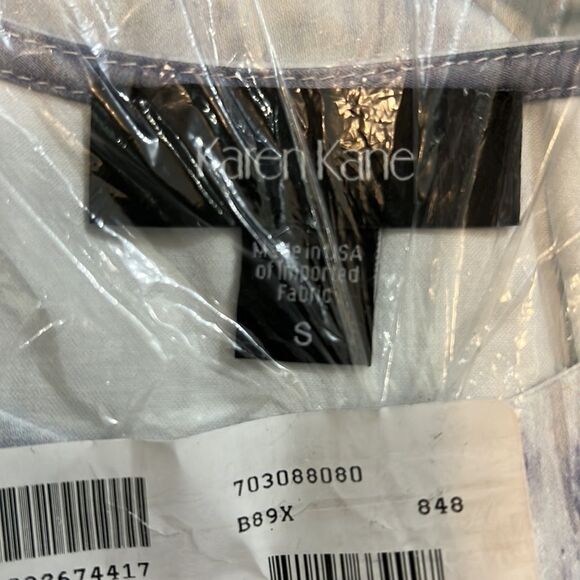 Karen Kane
Made in USA
of Imported
Fabric
S
703088080
B89X 848